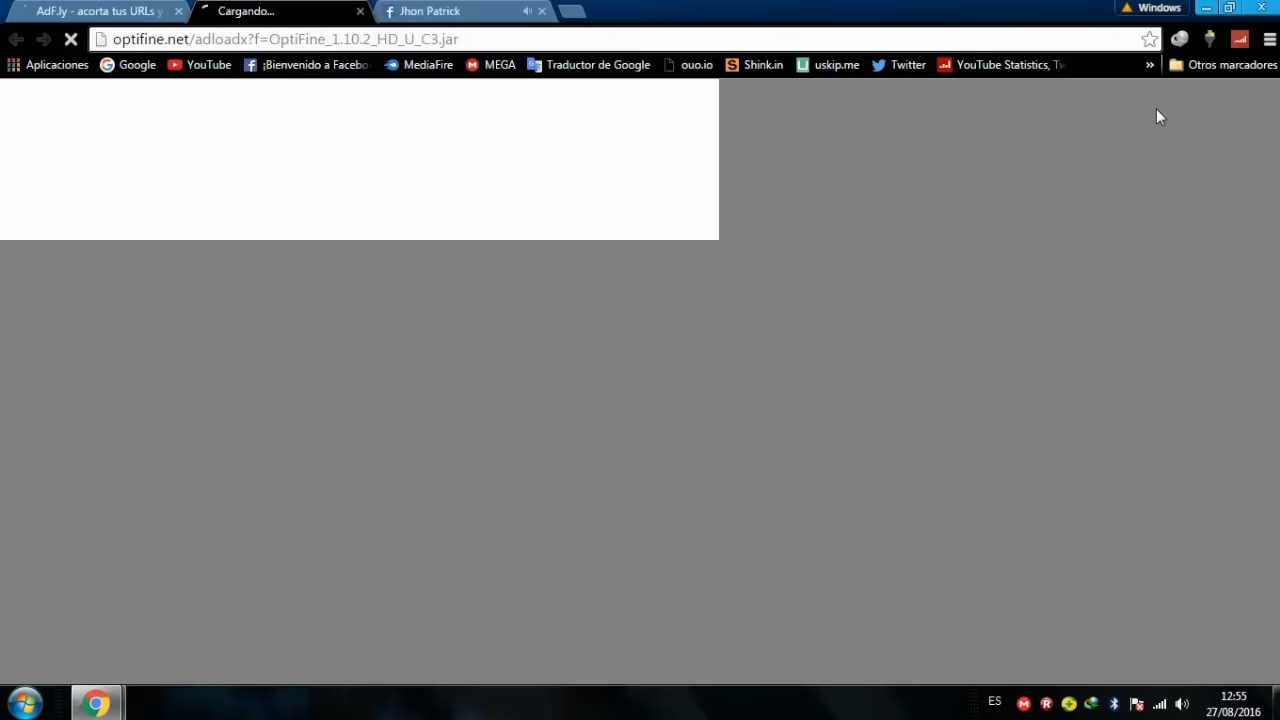 AdF.ly - acorta tus URLs y
Cargando...
Jhon Patrick
Windows
optifine.net/adloadx?f=OptiFine_1.10.2_HD_U_C3.jar
Aplicaciones
Google
YouTube
¡Bienvenido a Facebo
MediaFire
MEGA
Traductor de Google
ouo.io
Shink.in
uskip.me
Twitter
YouTube Statistics, Tw
»
Otros marcadores
ES
12:55
27/08/2016